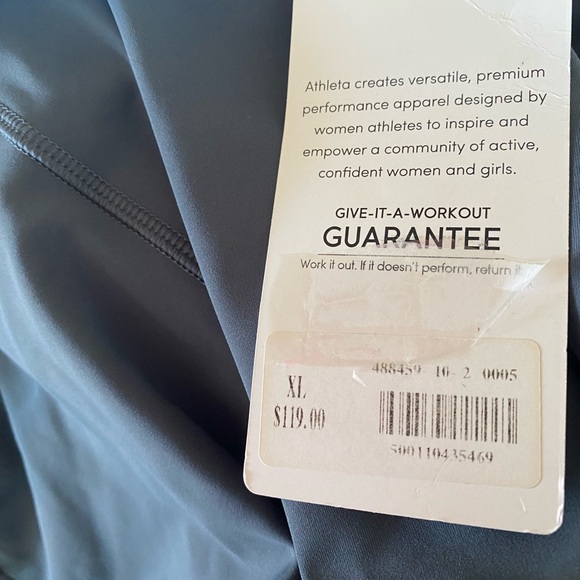 Athleta creates versatile, premium
performance apparel designed by
women athletes to inspire and
empower a community of active,
confident women and girls.
GIVE-IT-A-WORKOUT
GUARANTEE
Work it out. If it doesn't perform, return it.
488459 10-2 0005
XL
$119.00
500110435469